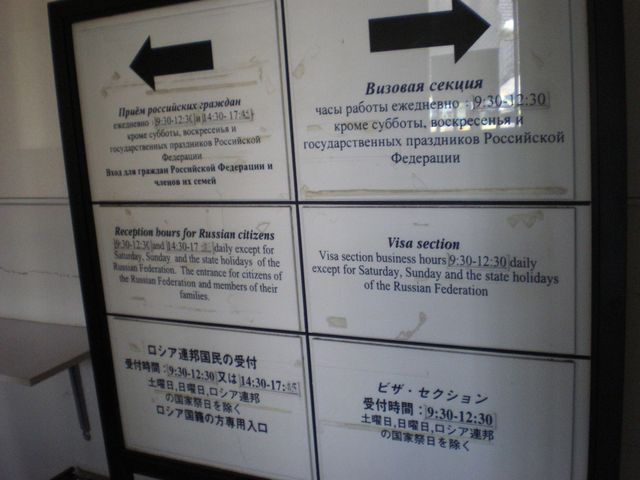 Приём российских граждан
ежедневно : 9:30-12:30 и 14:30- 17:45
кроме субботы, воскресенья и
государственных праздников Российской
Федерации
Вход для граждан Российской Федерации и
членов их семей
Визовая секция
часы работы ежедневно : 9:30-12:30
кроме субботы, воскресенья и
государственных праздников Российской
Федерации
Reception hours for Russian citizens
9:30-12:30 and 14:30-17 daily except for
Saturday, Sunday and the state holidays of the
Russian Federation. The entrance for citizens of
the Russian Federation and members of their
families.
Visa section
Visa section business hours 9:30-12:30 daily
except for Saturday, Sunday and the state holidays
of the Russian Federation
ロシア連邦国民の受付
受付時間：9:30-12:30 又は 14:30-17:45
土曜日,日曜日,ロシア連邦
の国家祭日を除く
ロシア国籍の方専用入口
ビザ・セクション
受付時間：9:30-12:30
土曜日,日曜日,ロシア連邦
の国家祭日を除く